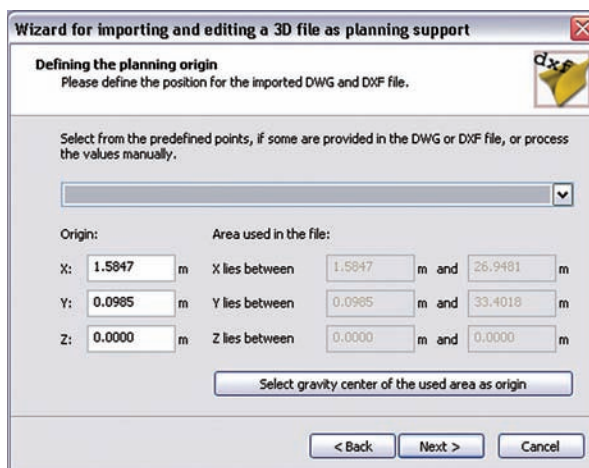 Wizard for importing and editing a 3D file as planning support
Defining the planning origin
Please define the position for the imported DWG and DXF file.
dxf
Select from the predefined points, if some are provided in the DWG or DXF file, or process
the values manually.
Origin: Area used in the file:
X: 1.5847 m X lies between 1.5847 m and 26.9481 m
Y: 0.0985 m Y lies between 0.0985 m and 33.4018 m
Z: 0.0000 m Z lies between 0.0000 m and 0.0000 m
Select gravity center of the used area as origin
< Back Next > Cancel